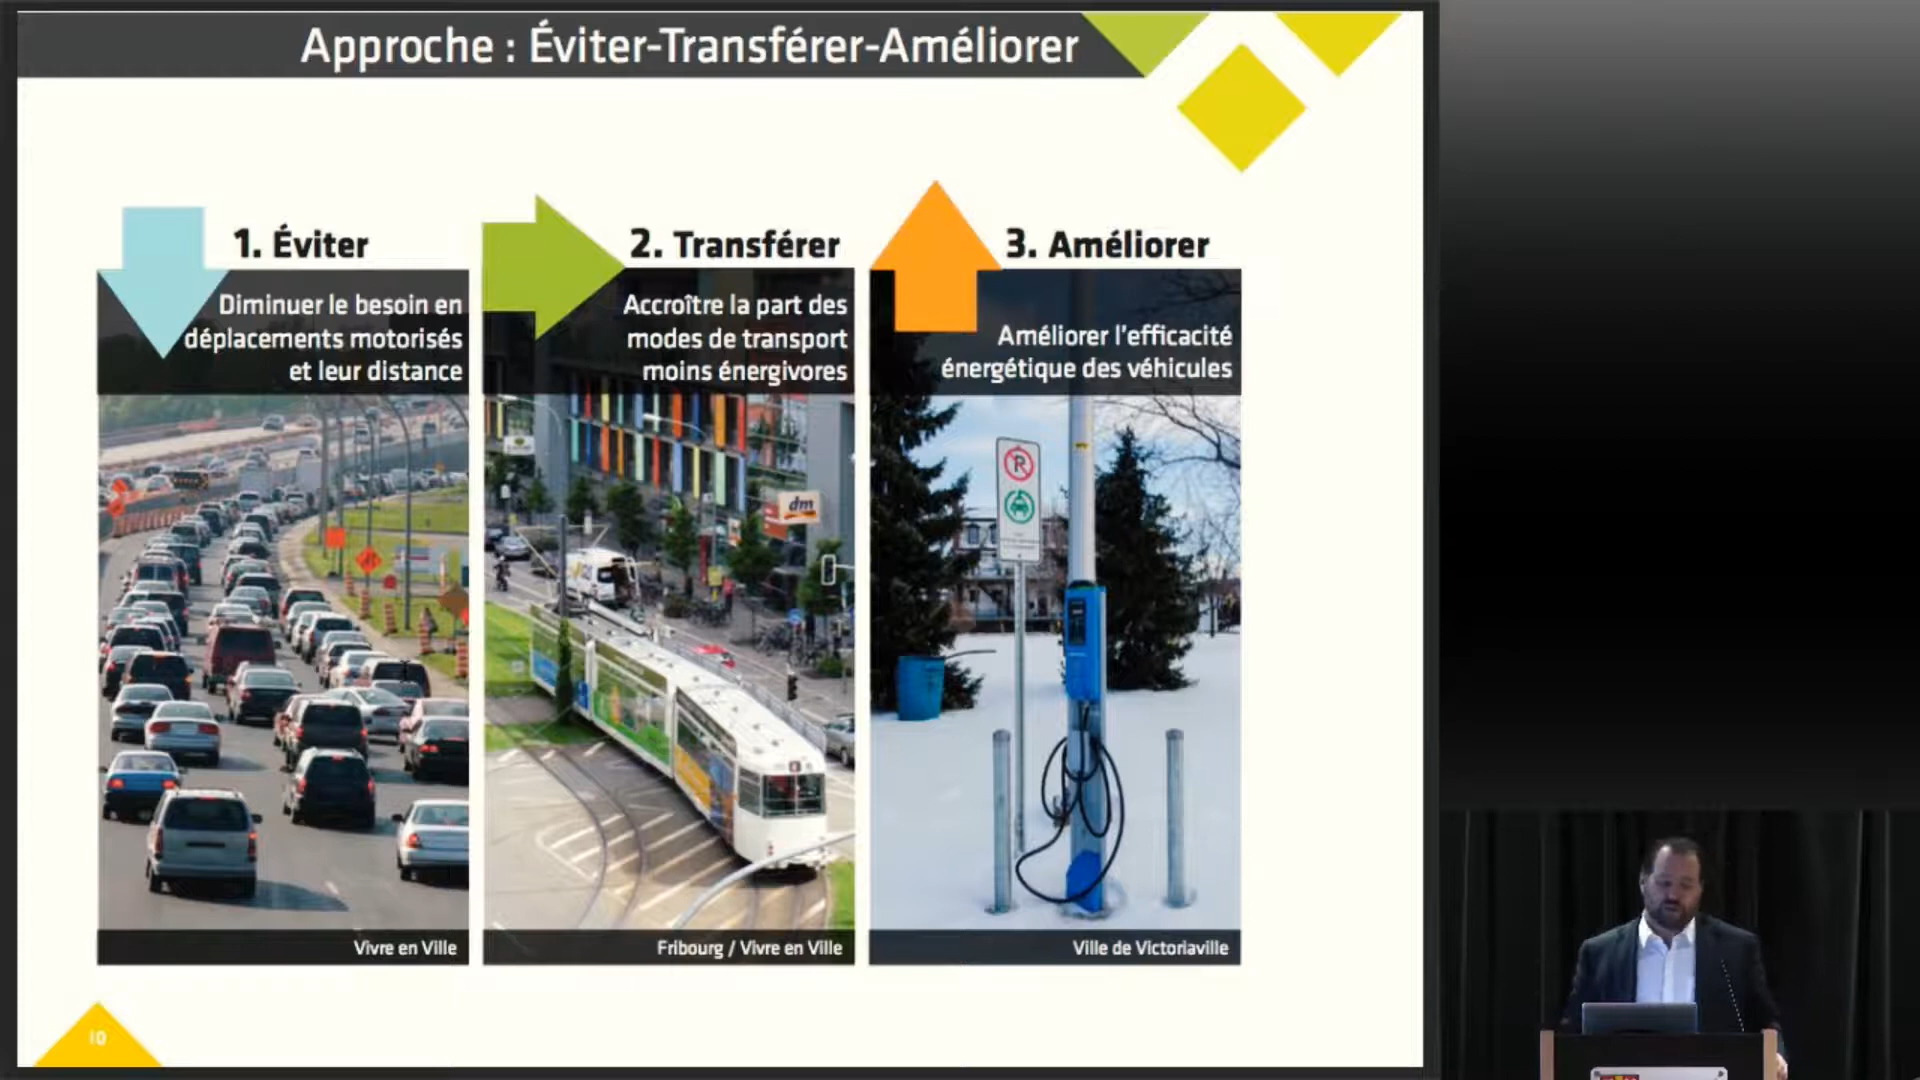 Approche : Éviter-Transférer-Améliorer
1. Éviter
Diminuer le besoin en
déplacements motorisés
et leur distance
Vivre en Ville
2. Transférer
Accroître la part des
modes de transport
moins énergivores
dm
Fribourg / Vivre en Ville
3. Améliorer
Améliorer l'efficacité
énergétique des véhicules
P
Ville de Victoriaville
10